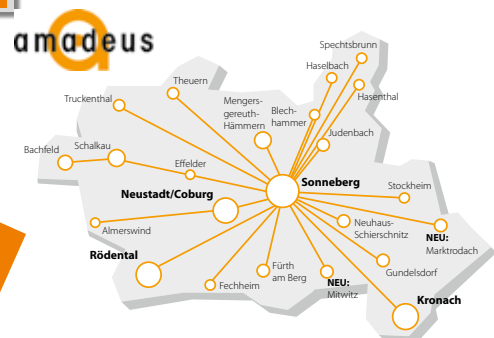 amadeus
Spechtsbrunn
Haselbach
Theuern
Hasenthal
Truckenthal
Mengers-
gereuth-
Hämmern
Blech-
hammer
Judenbach
Bachfeld
Schalkau
Effelder
Sonneberg
Stockheim
Neustadt/Coburg
Almerswind
Neuhaus-
Schierschnitz
NEU:
Marktrodach
Rödental
Fürth
am Berg
Gundelsdorf
Fechheim
NEU:
Mitwitz
Kronach